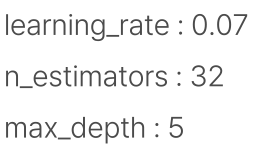 learning_rate : 0.07
n_estimators : 32
max_depth : 5